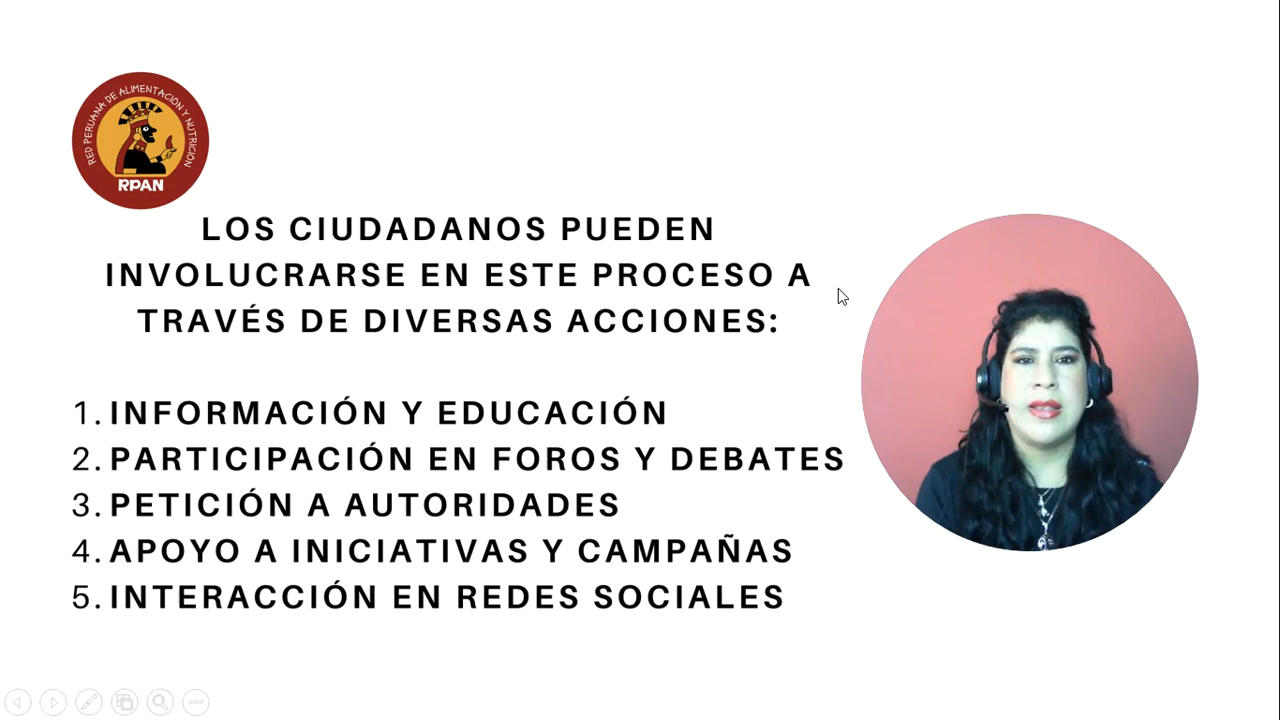 RED PERUANA DE ALIMENTACIÓN Y NUTRICIÓN
RPAN
LOS CIUDADANOS PUEDEN
INVOLUCRARSE EN ESTE PROCESO A
TRAVÉS DE DIVERSAS ACCIONES:
1. INFORMACIÓN Y EDUCACIÓN
2. PARTICIPACIÓN EN FOROS Y DEBATES
3. PETICIÓN A AUTORIDADES
4. APOYO A INICIATIVAS Y CAMPAÑAS
5. INTERACCIÓN EN REDES SOCIALES